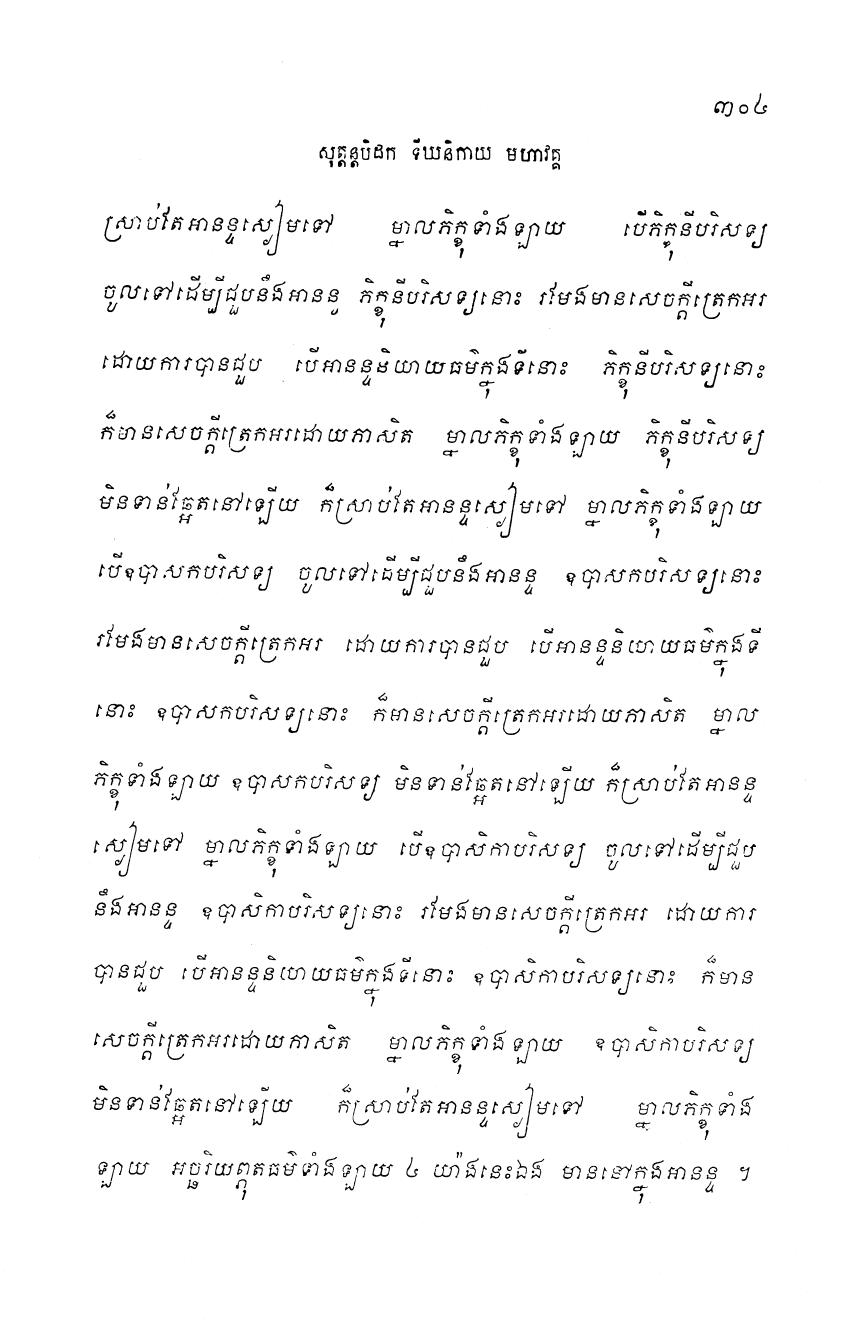 ៣០៤
សុត្តន្តបិដក ទីឃនិកាយ មហាវគ្គ
ស្រាប់តែអានន្ទស្ងៀមទៅ ម្នាលភិក្ខុទាំងឡាយ បើភិក្ខុនីបរិសទ្យ
ចូលទៅដើម្បីជួបនឹងអានន្ទ ភិក្ខុនីបរិសទ្យនោះ រមែងមានសេចក្តីត្រេកអរ
ដោយការបានជួប បើអានន្ទនិយាយធម៌ក្នុងទីនោះ ភិក្ខុនីបរិសទ្យនោះ
ក៏មានសេចក្តីត្រេកអរដោយភាសិត ម្នាលភិក្ខុទាំងឡាយ ភិក្ខុនីបរិសទ្យ
មិនទាន់ឆ្អែតនៅឡើយ ក៏ស្រាប់តែអានន្ទស្ងៀមទៅ ម្នាលភិក្ខុទាំងឡាយ
បើឧបាសកបរិសទ្យ ចូលទៅដើម្បីជួបនឹងអានន្ទ ឧបាសកបរិសទ្យនោះ
រមែងមានសេចក្តីត្រេកអរ ដោយការបានជួប បើអានន្ទនិយាយធម៌ក្នុងទី
នោះ ឧបាសកបរិសទ្យនោះ ក៏មានសេចក្តីត្រេកអរដោយភាសិត ម្នាល
ភិក្ខុទាំងឡាយ ឧបាសកបរិសទ្យ មិនទាន់ឆ្អែតនៅឡើយ ក៏ស្រាប់តែអានន្ទ
ស្ងៀមទៅ ម្នាលភិក្ខុទាំងឡាយ បើឧបាសិកាបរិសទ្យ ចូលទៅដើម្បីជួប
នឹងអានន្ទ ឧបាសិកាបរិសទ្យនោះ រមែងមានសេចក្តីត្រេកអរ ដោយការ
បានជួប បើអានន្ទនិយាយធម៌ក្នុងទីនោះ ឧបាសិកាបរិសទ្យនោះ ក៏មាន
សេចក្តីត្រេកអរដោយភាសិត ម្នាលភិក្ខុទាំងឡាយ ឧបាសិកាបរិសទ្យ
មិនទាន់ឆ្អែតនៅឡើយ ក៏ស្រាប់តែអានន្ទស្ងៀមទៅ ម្នាលភិក្ខុទាំង
ឡាយ អច្ឆរិយព្ភុតធម៌ទាំងឡាយ ៤ យ៉ាងនេះឯង មាននៅក្នុងអានន្ទ ។